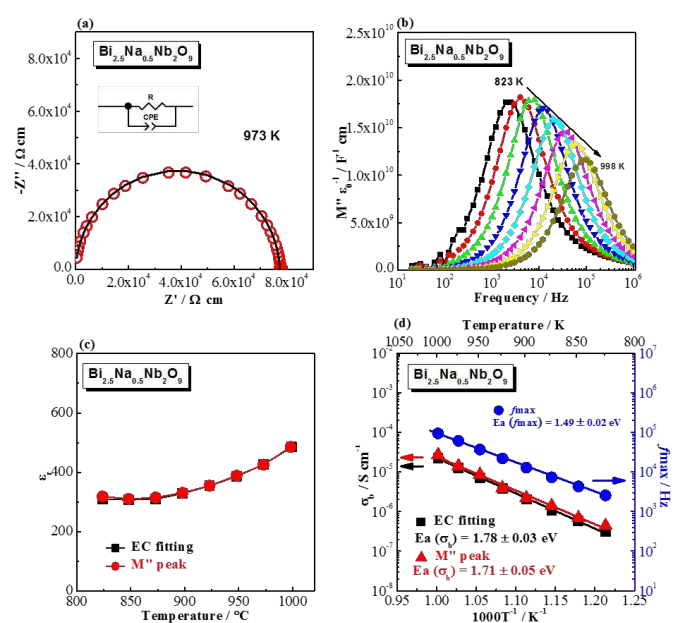 (a)
Bi2.5Na0.5Nb2O9
R
CPE
973 K
-Z'' / Ω cm
8.0x10^4
6.0x10^4
4.0x10^4
2.0x10^4
0.0
0.0 2.0x10^4 4.0x10^4 6.0x10^4 8.0x10^4
Z' / Ω cm
(b)
Bi2.5Na0.5Nb2O9
823 K
998 K
M'' ε0^-1 / F^-1 cm
2.5x10^10
2.0x10^10
1.5x10^10
1.0x10^10
5.0x10^9
0.0
10^1 10^2 10^3 10^4 10^5 10^6
Frequency / Hz
(c)
Bi2.5Na0.5Nb2O9
800
600
400
200
0
EC fitting
M'' peak
800 850 900 950 1000
Temperature / °C
(d)
Temperature / K
1050 1000 950 900 850 800
Bi2.5Na0.5Nb2O9
fmax
Ea (fmax) = 1.49 ± 0.02 eV
σb / S cm^-1
10^-2
10^-3
10^-4
10^-5
10^-6
10^-7
10^-8
fmax / Hz
10^7
10^6
10^5
10^4
10^3
10^2
10^1
EC fitting
Ea (σb) = 1.78 ± 0.03 eV
M'' peak
Ea (σb) = 1.71 ± 0.05 eV
0.95 1.00 1.05 1.10 1.15 1.20 1.25
1000T^-1 / K^-1